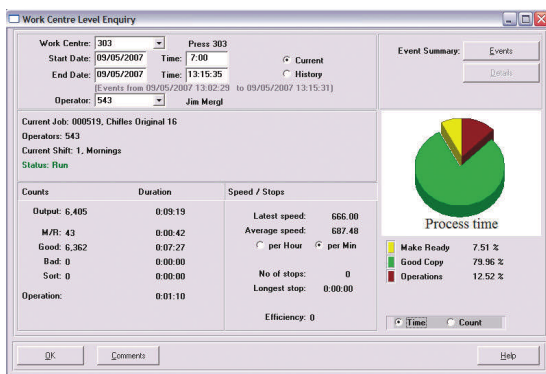 Work Centre Level Enquiry
Work Centre: 303 Press 303
Start Date: 09/05/2007 Time: 7:00 Current
End Date: 09/05/2007 Time: 13:15:35 History
(Events from 09/05/2007 13:02:29 to 09/05/2007 13:15:31)
Operator: 543 Jim Mergl
Event Summary: Events
Details
Current Job: 000519, Chifles Original 16
Operators: 543
Current Shift: 1, Mornings
Status: Run
Counts Duration Speed / Stops
Output: 6,405 0:09:19
M/R: 43 0:00:42
Good: 6,362 0:07:27
Bad: 0 0:00:00
Sort: 0 0:00:00
Operation: 0:01:10
Latest speed: 666.00
Average speed: 687.48
per Hour per Min
No of stops: 0
Longest stop: 0:00:00
Efficiency: 0
Process time
Make Ready 7.51 %
Good Copy 79.96 %
Operations 12.52 %
Time Count
OK Comments Help